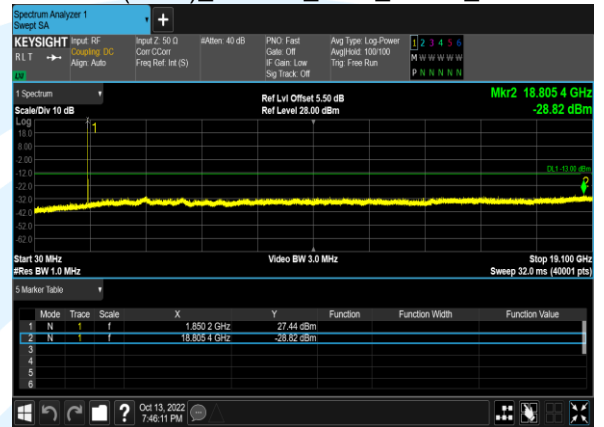 Spectrum Analyzer 1
Swept SA
+
KEYSIGHT Input: RF Input Z: 50 Ω #Atten: 40 dB PNO: Fast Avg Type: Log-Power 1 2 3 4 5 6
RLT Coupling: DC Corr CCorr Gate: Off Avg|Hold: 100/100 M W W W W W
Align: Auto Freq Ref: Int (S) IF Gain: Low Trig: Free Run P N N N N N
Sig Track: Off
1 Spectrum Ref Lvl Offset 5.50 dB Mkr2 18.805 4 GHz
Scale/Div 10 dB Ref Level 28.00 dBm -28.82 dBm
Log
1
18.0
8.00
-2.00
DL1 -13.00 dBm
-12.0
-22.0
2
-32.0
-42.0
-52.0
-62.0
Start 30 MHz Video BW 3.0 MHz Stop 19.100 GHz
#Res BW 1.0 MHz Sweep 32.0 ms (40001 pts)
5 Marker Table
Mode Trace Scale X Y Function Function Width Function Value
1 N 1 f 1.850 2 GHz 27.44 dBm
2 N 1 f 18.805 4 GHz -28.82 dBm
3
4
5
6
? Oct 13, 2022
7:46:11 PM